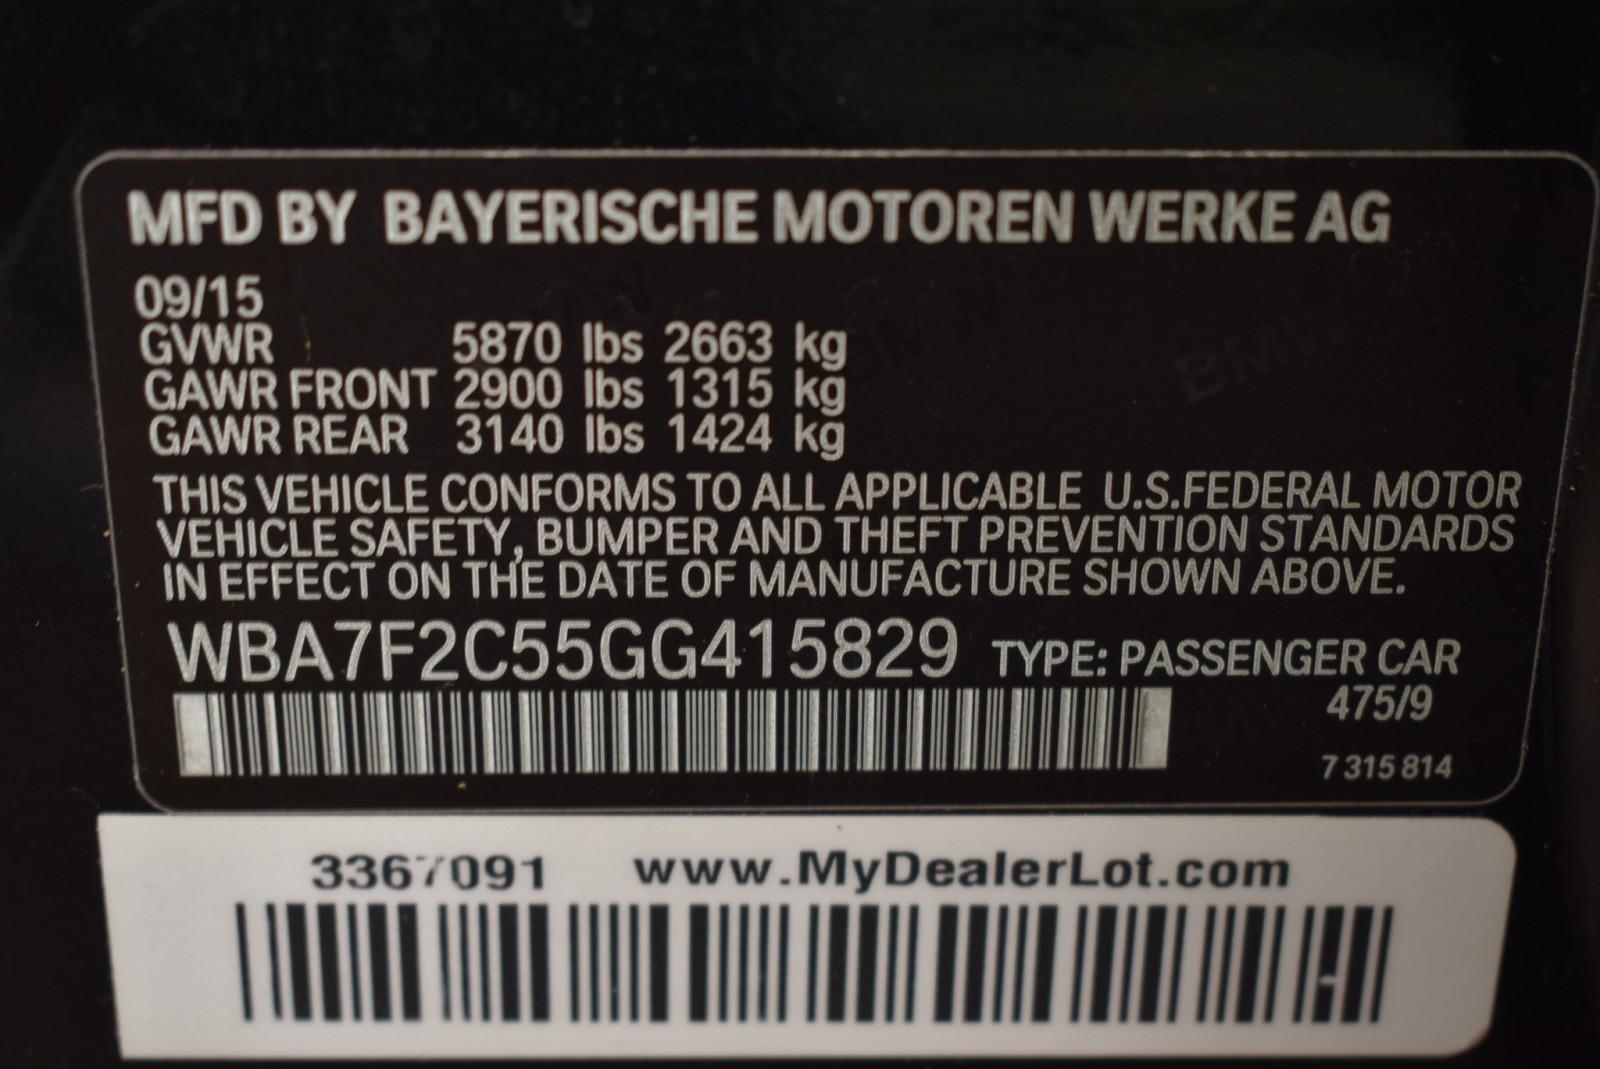 MFD BY BAYERISCHE MOTOREN WERKE AG
09/15
GVWR 5870 lbs 2663 kg
GAWR FRONT 2900 lbs 1315 kg
GAWR REAR 3140 lbs 1424 kg
THIS VEHICLE CONFORMS TO ALL APPLICABLE U.S.FEDERAL MOTOR
VEHICLE SAFETY, BUMPER AND THEFT PREVENTION STANDARDS
IN EFFECT ON THE DATE OF MANUFACTURE SHOWN ABOVE.
WBA7F2C55GG415829 TYPE: PASSENGER CAR
475/9
7 315 814
3367091 www.MyDealerLot.com